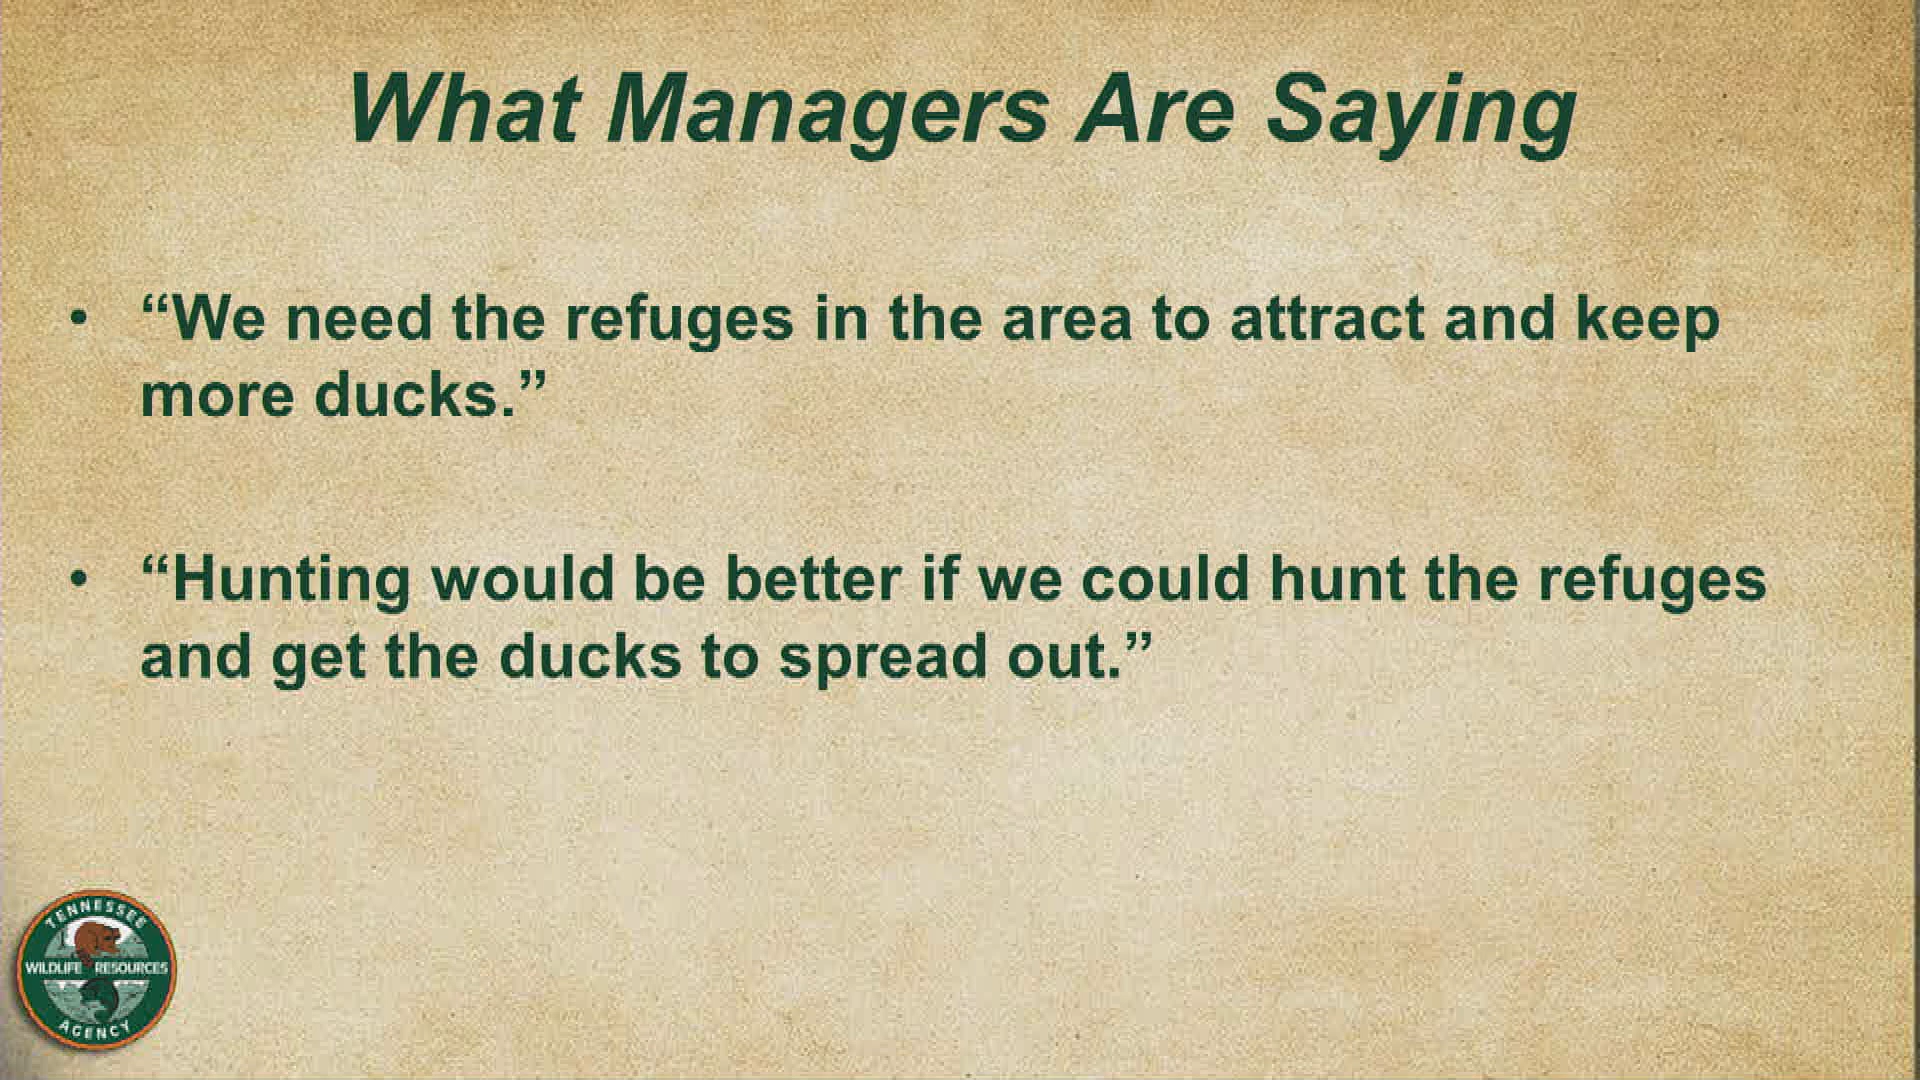 What Managers Are Saying
• “We need the refuges in the area to attract and keep
more ducks.”
• “Hunting would be better if we could hunt the refuges
and get the ducks to spread out.”
TENNESSEE
WILDLIFE RESOURCES
AGENCY